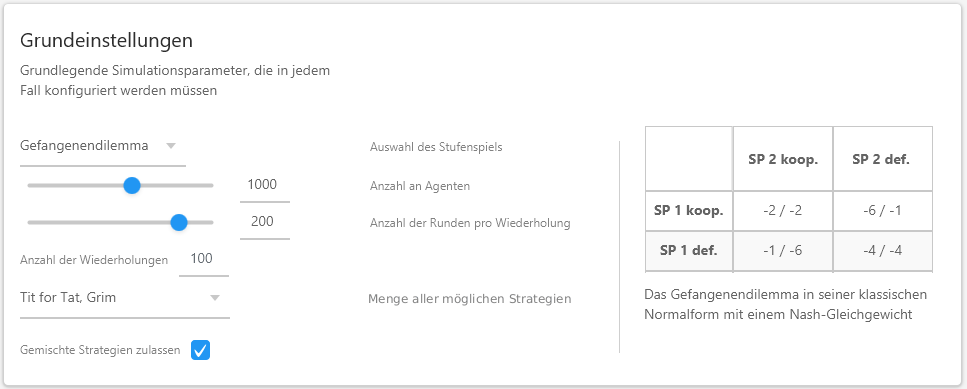 Grundeinstellungen
Grundlegende Simulationsparameter, die in jedem
Fall konfiguriert werden müssen
Gefangenendilemma
Auswahl des Stufenspiels
1000
Anzahl an Agenten
200
Anzahl der Runden pro Wiederholung
Anzahl der Wiederholungen 100
Tit for Tat, Grim
Menge aller möglichen Strategien
Gemischte Strategien zulassen
SP 2 koop. SP 2 def.
SP 1 koop. -2 / -2 -6 / -1
SP 1 def. -1 / -6 -4 / -4
Das Gefangenendilemma in seiner klassischen
Normalform mit einem Nash-Gleichgewicht